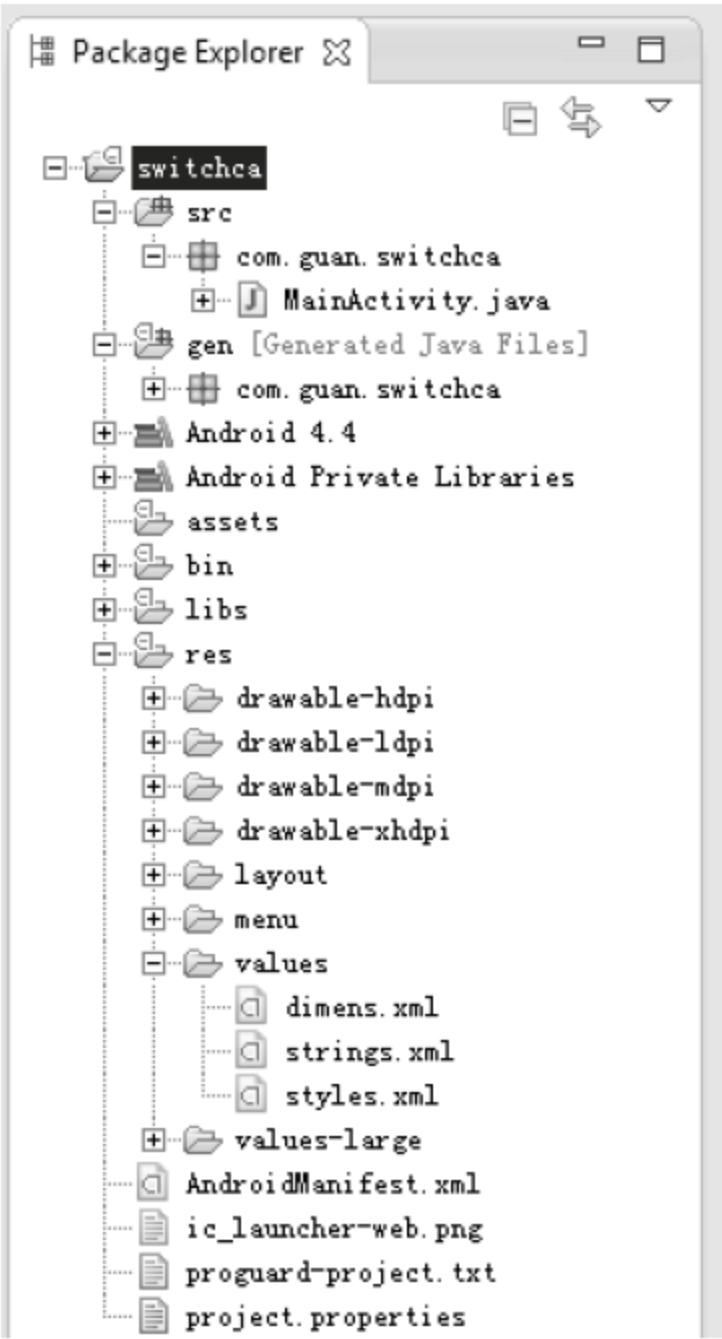 Package Explorer
switchca
src
com.guan.switchca
MainActivity.java
gen [Generated Java Files]
com.guan.switchca
Android 4.4
Android Private Libraries
assets
bin
libs
res
drawable-hdpi
drawable-ldpi
drawable-mdpi
drawable-xhdpi
layout
menu
values
dimens.xml
strings.xml
styles.xml
values-large
AndroidManifest.xml
ic_launcher-web.png
proguard-project.txt
project.properties